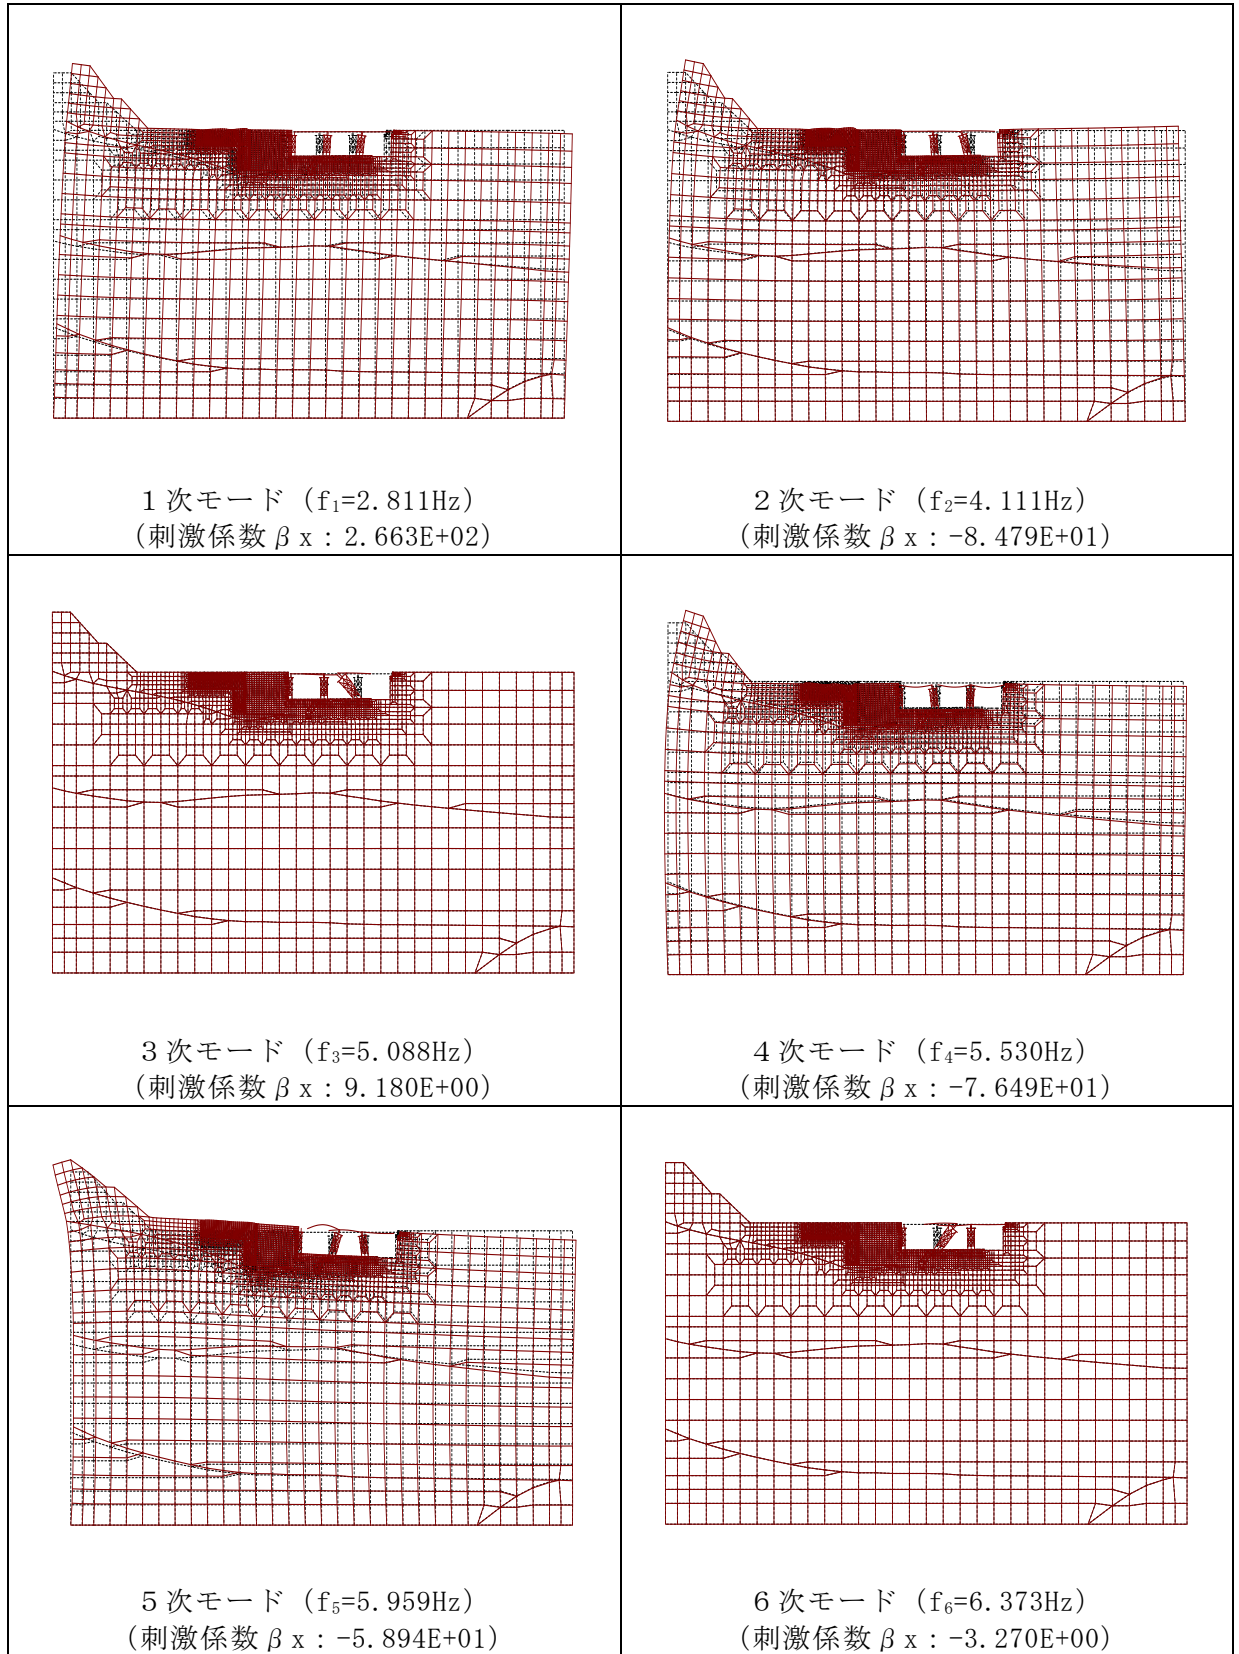 1次モード (f₁=2.811Hz)
(刺激係数βx:2.663E+02)
2次モード (f₂=4.111Hz)
(刺激係数βx:-8.479E+01)
3次モード (f₃=5.088Hz)
(刺激係数βx:9.180E+00)
4次モード (f₄=5.530Hz)
(刺激係数βx:-7.649E+01)
5次モード (f₅=5.959Hz)
(刺激係数βx:-5.894E+01)
6次モード (f₆=6.373Hz)
(刺激係数βx:-3.270E+00)